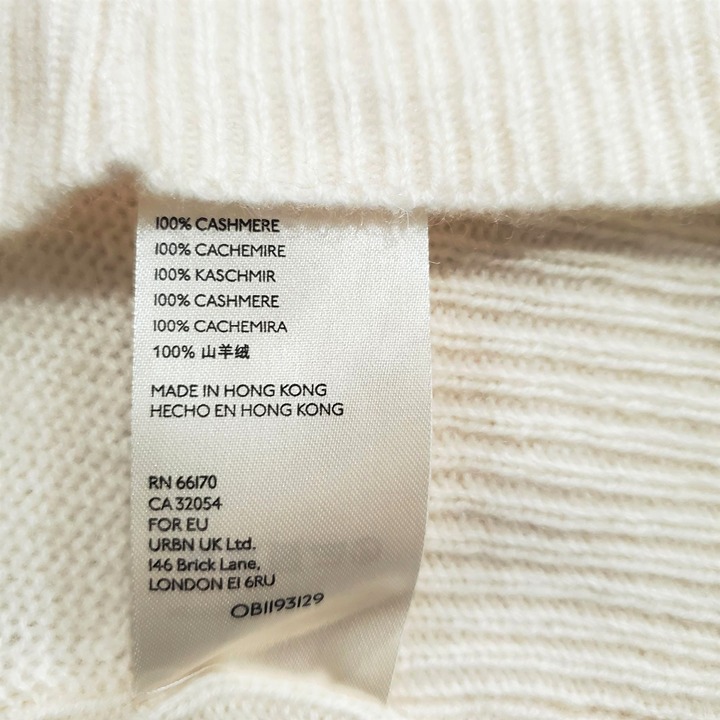 100% CASHMERE
100% CACHEMIRE
100% KASCHMIR
100% CASHMERE
100% CACHEMIRA
100% 山羊绒
MADE IN HONG KONG
HECHO EN HONG KONG
RN 66170
CA 32054
FOR EU
URBN UK Ltd.
146 Brick Lane,
LONDON E1 6RU
OB1193129